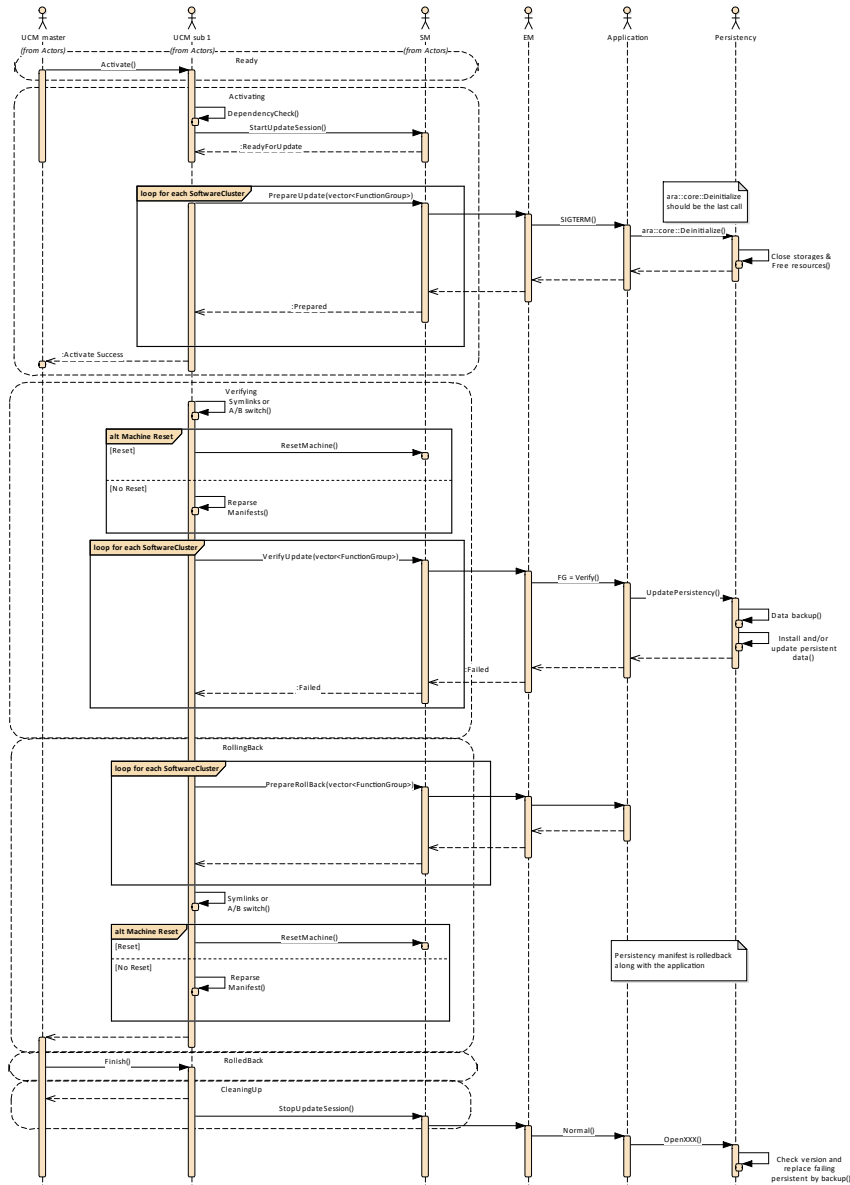 UCM master
UCM sub 1
SM
EM
Application
Persistency
(from Actors)
(from Actors)
(from Actors)
Ready
Activate()
Activating
DependencyCheck()
StartUpdateSession()
:ReadyForUpdate
loop for each SoftwareCluster
PrepareUpdate(vector<FunctionGroup>)
ara::core::Deinitialize
should be the last call
SIGTERM()
ara::core::Deinitialize()
Close storages &
Free resources()
:Prepared
:Activate Success
Verifying
Symlinks or
A/B switch()
alt Machine Reset
[Reset]
ResetMachine()
[No Reset]
Reparse
Manifests()
loop for each SoftwareCluster
VerifyUpdate(vector<FunctionGroup>)
FG = Verify()
UpdatePersistency()
Data backup()
Install and/or
update persistent
data()
:Failed
:Failed
RollingBack
loop for each SoftwareCluster
PrepareRollBack(vector<FunctionGroup>)
Symlinks or
A/B switch()
alt Machine Reset
[Reset]
ResetMachine()
[No Reset]
Reparse
Manifest()
Persistency manifest is rolledback
along with the application
RolledBack
Finish()
CleaningUp
StopUpdateSession()
Normal()
OpenXXX()
Check version and
replace failing
persistent by backup()